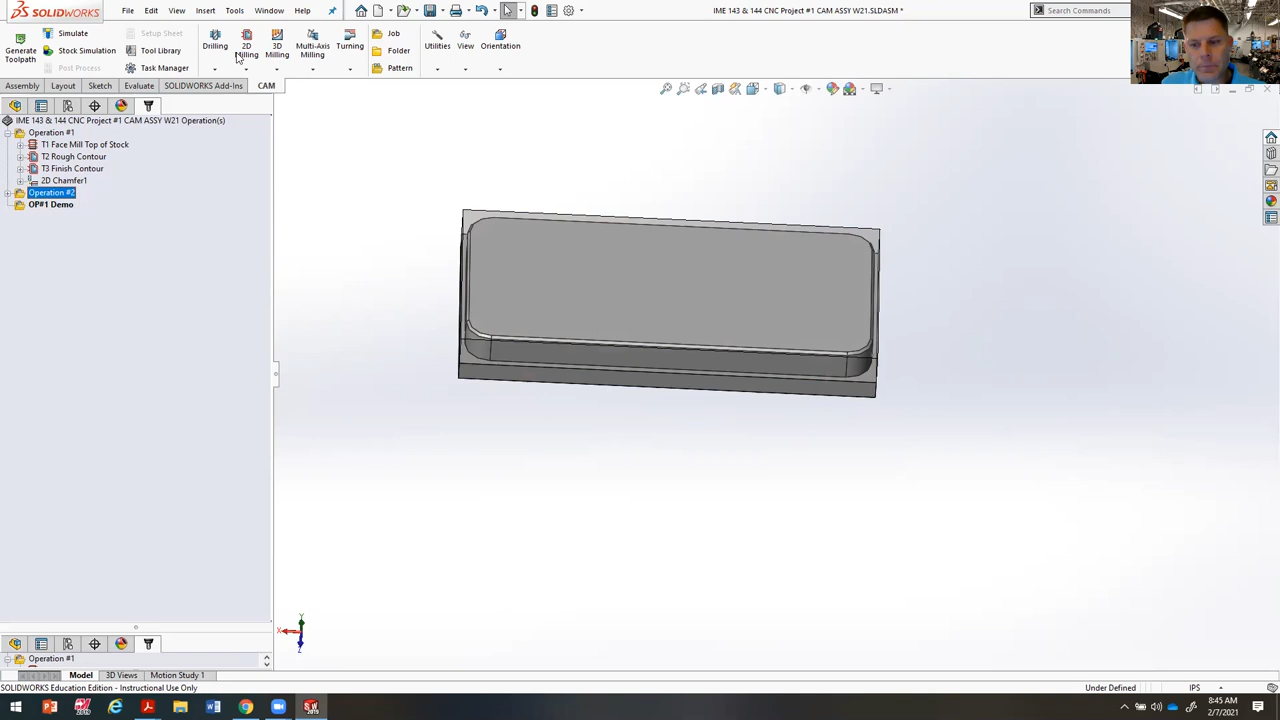 SOLIDWORKS
File Edit View Insert Tools Window Help
IME 143 & 144 CNC Project #1 CAM ASSY W21.SLDASM *
Search Commands
Generate Toolpath
Simulate
Stock Simulation
Post Process
Setup Sheet
Tool Library
Task Manager
Drilling
2D Milling
3D Milling
Multi-Axis Milling
Turning
Job
Folder
Pattern
Utilities
View
Orientation
Assembly Layout Sketch Evaluate SOLIDWORKS Add-Ins CAM
IME 143 & 144 CNC Project #1 CAM ASSY W21 Operation(s)
Operation #1
T1 Face Mill Top of Stock
T2 Rough Contour
T3 Finish Contour
2D Chamfer1
Operation #2
OP#1 Demo
Y
X
Z
Operation #1
Model 3D Views Motion Study 1
SOLIDWORKS Education Edition - Instructional Use Only
Under Defined
IPS
8:45 AM
2/7/2021